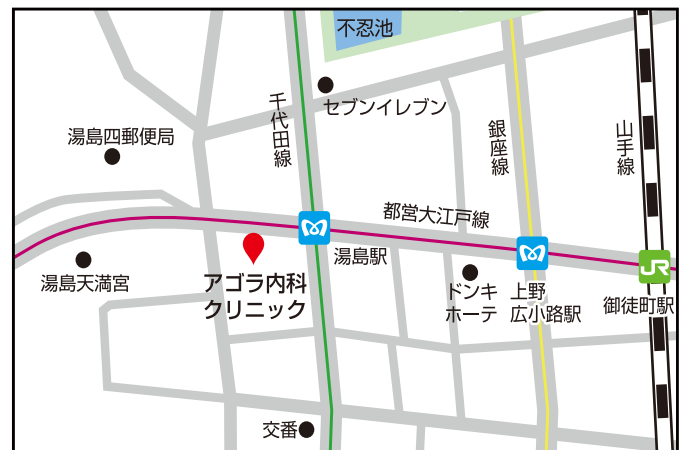 不忍池
セブンイレブン
千代田線
湯島四郵便局
銀座線
山手線
都営大江戸線
湯島駅
JR
湯島天満宮
アゴラ内科
クリニック
ドンキ
ホーテ
上野
広小路駅
御徒町駅
交番